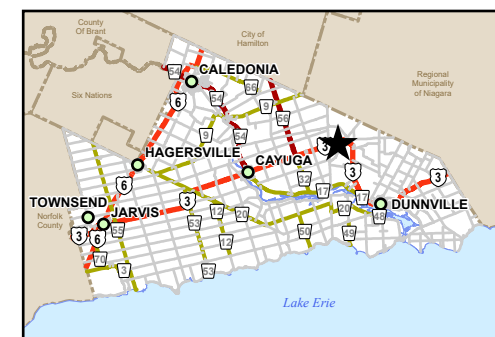 County
Of Brant
City of
Hamilton
Regional
Municipality
of Niagara
Six Nations
Norfolk
County
CALEDONIA
HAGERSVILLE
CAYUGA
TOWNSEND
JARVIS
DUNNVILLE
Lake Erie
54
66
6
54
9
56
9
54
3
6
32
3
3
17
17
3
20
20
53
12
3
6
55
12
50
49
70
3
53